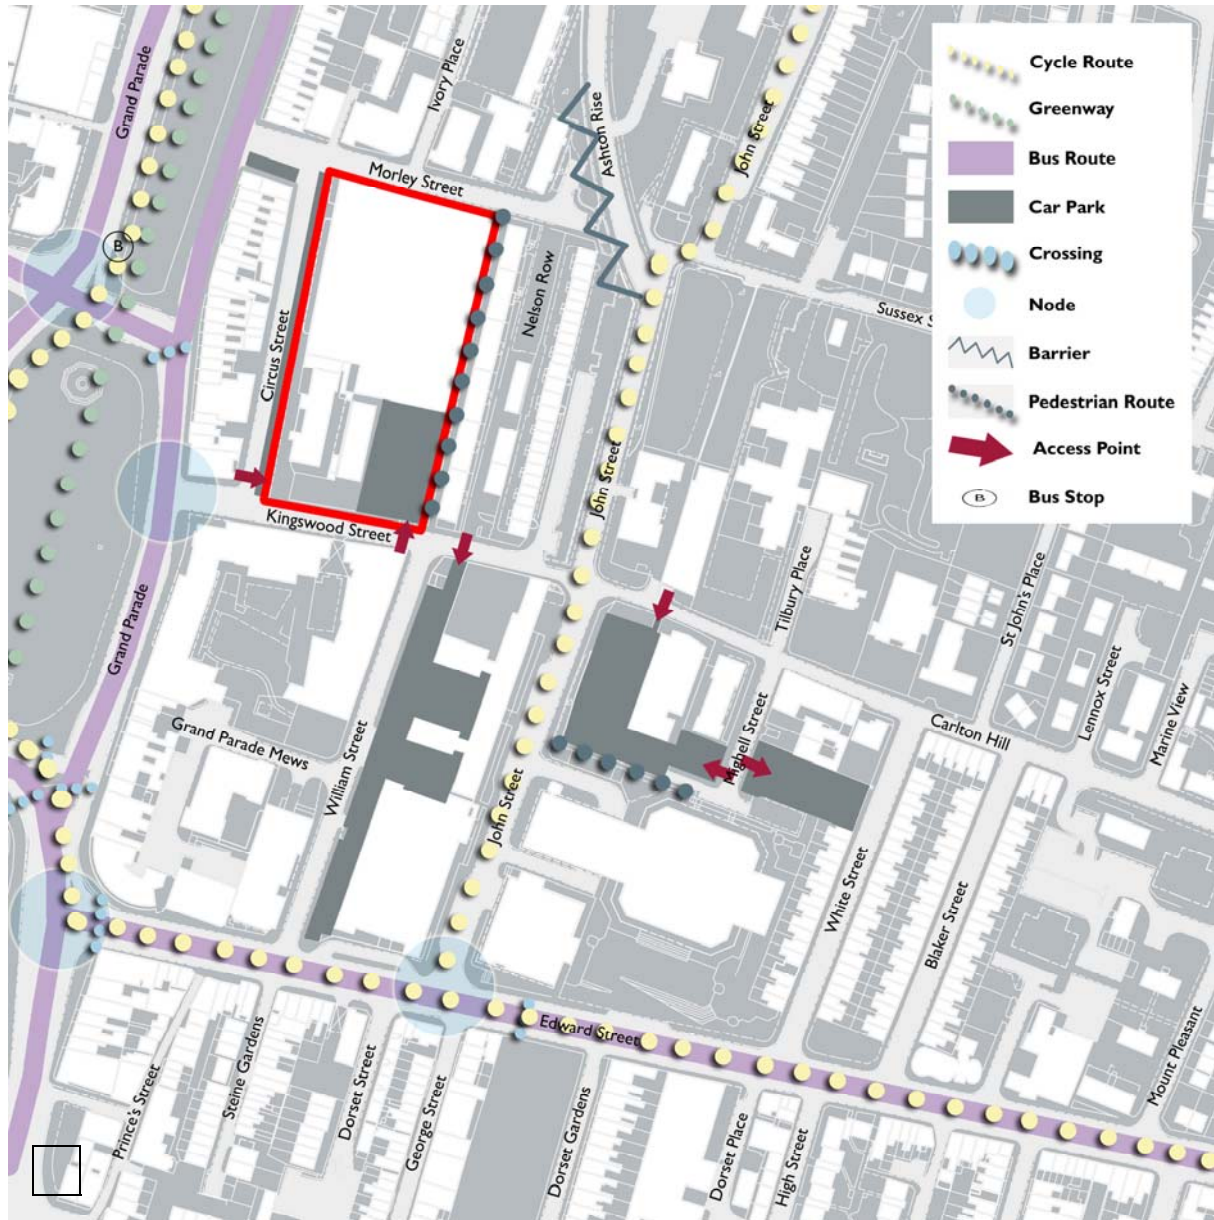 Grand Parade
Ivory Place
Ashton Rise
John Street
Cycle Route
Greenway
Bus Route
Car Park
Crossing
Node
Barrier
Pedestrian Route
Access Point
B
Bus Stop
Morley Street
B
Nelson Row
Sussex S
Circus Street
John Street
Kingswood Street
Tilbury Place
St John's Place
Grand Parade
Lennox Street
Marine View
Carlton Hill
Grand Parade Mews
William Street
Mighell Street
John Street
White Street
Blaker Street
Edward Street
Mount Pleasant
Prince's Street
Steine Gardens
Dorset Street
George Street
Dorset Gardens
Dorset Place
High Street